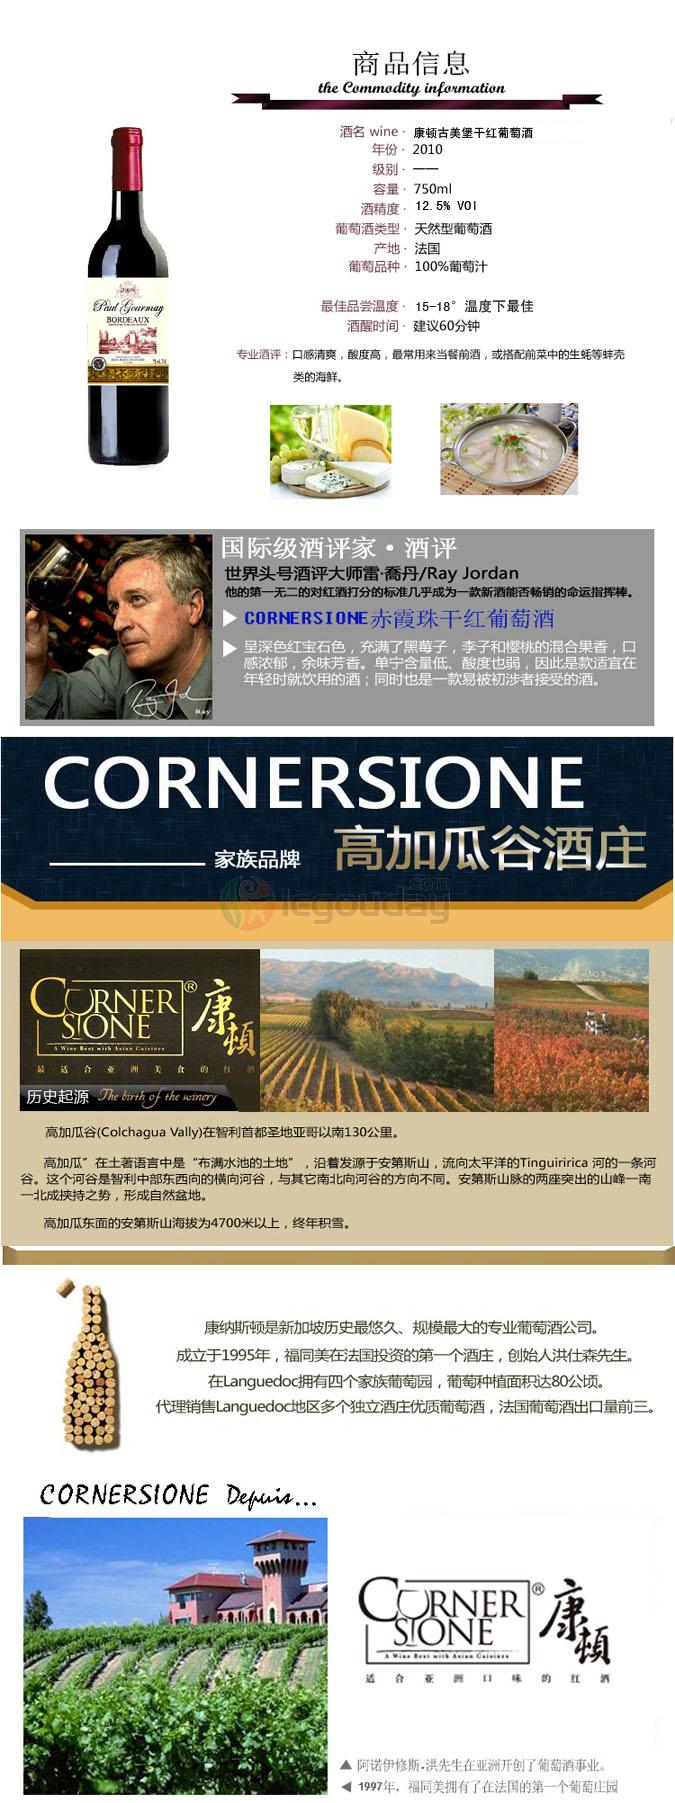 商品信息
the Commodity information
酒名 wine · 康顿古美堡干红葡萄酒
年份 · 2010
级别 · ——
容量 · 750ml
酒精度 · 12.5% VOl
葡萄酒类型 · 天然型葡萄酒
产地 · 法国
葡萄品种 · 100%葡萄汁
最佳品尝温度 · 15-18°温度下最佳
酒醒时间 · 建议60分钟
专业酒评：口感清爽，酸度高，最常用来当餐前酒，或搭配前菜中的生蚝等蚌壳
类的海鲜。
Paul Gourmay
BORDEAUX
国际级酒评家·酒评
世界头号酒评大师雷·喬丹/Ray Jordan
他的第一无二的对红酒打分的标准几乎成为一款新酒能否畅销的命运指挥棒。
CORNERSIONE赤霞珠干红葡萄酒
呈深色红宝石色，充满了黑莓子，李子和樱桃的混合果香，口
感浓郁，余味芳香。单宁含量低、酸度也弱，因此是款适宜在
年轻时就饮用的酒；同时也是一款易被初涉者接受的酒。
Ray
CORNERSIONE
家族品牌
高加瓜谷酒庄
legouday.com
CORNER SIONE® 康頓
A Wine Best with Asian Cuisines
最适合亚洲美食的红酒
历史起源 The birth of the winery
高加瓜谷(Colchagua Vally)在智利首都圣地亚哥以南130公里。
高加瓜”在土著语言中是“布满水池的土地”，沿着发源于安第斯山，流向太平洋的Tinguiririca 河的一条河
谷。这个河谷是智利中部东西向的横向河谷，与其它南北向河谷的方向不同。安第斯山脉的两座突出的山峰一南
一北成挟持之势，形成自然盆地。
高加瓜东面的安第斯山海拔为4700米以上，终年积雪。
康纳斯顿是新加坡历史最悠久、规模最大的专业葡萄酒公司。
成立于1995年，福同美在法国投资的第一个酒庄，创始人洪仕森先生。
在Languedoc拥有四个家族葡萄园，葡萄种植面积达80公顷。
代理销售Languedoc地区多个独立酒庄优质葡萄酒，法国葡萄酒出口量前三。
CORNERSIONE Depuis...
CORNER SIONE® 康頓
A Wine Best with Asian Cuisines
适合亚洲口味的红酒
▲ 阿诺伊修斯.洪先生在亚洲开创了葡萄酒事业。
◀ 1997年，福同美拥有了在法国的第一个葡萄庄园